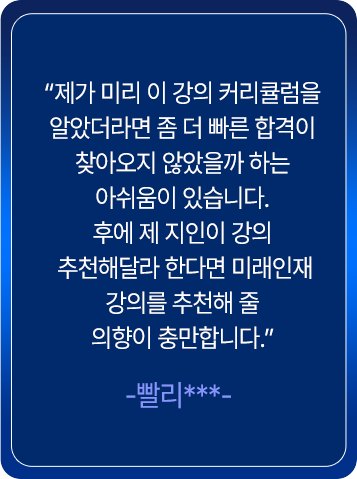 “제가 미리 이 강의 커리큘럼을
알았더라면 좀 더 빠른 합격이
찾아오지 않았을까 하는
아쉬움이 있습니다.
후에 제 지인이 강의
추천해달라 한다면 미래인재
강의를 추천해 줄
의향이 충만합니다.”
-빨리***-